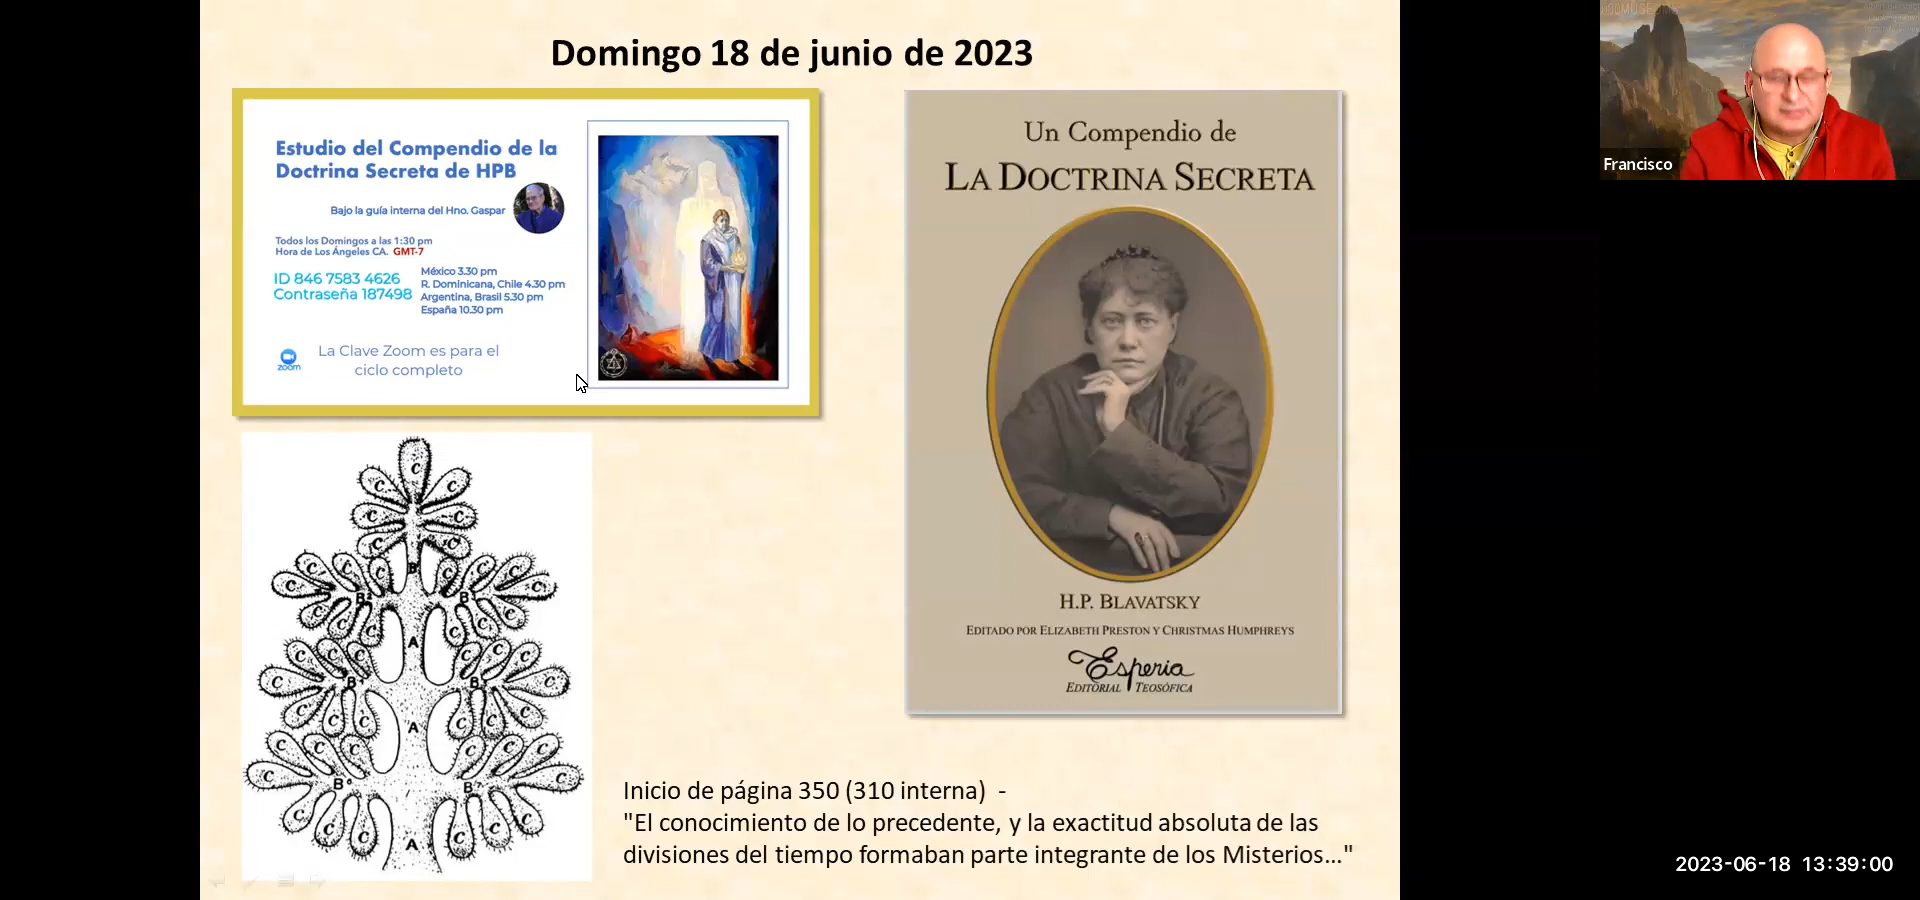 Domingo 18 de junio de 2023
Estudio del Compendio de la
Doctrina Secreta de HPB
Bajo la guía interna del Hno. Gaspar
Todos los Domingos a las 1:30 pm
Hora de Los Ángeles CA. GMT-7
ID 846 7583 4626
Contraseña 187498
México 3.30 pm
R. Dominicana, Chile 4.30 pm
Argentina, Brasil 5.30 pm
España 10.30 pm
zoom
La Clave Zoom es para el
ciclo completo
Un Compendio de
LA DOCTRINA SECRETA
H.P. BLAVATSKY
EDITADO POR ELIZABETH PRESTON Y CHRISTMAS HUMPHREYS
Esperia
EDITORIAL TEOSÓFICA
Inicio de página 350 (310 interna) -
"El conocimiento de lo precedente, y la exactitud absoluta de las
divisiones del tiempo formaban parte integrante de los Misterios..."
Francisco
2023-06-18 13:39:00